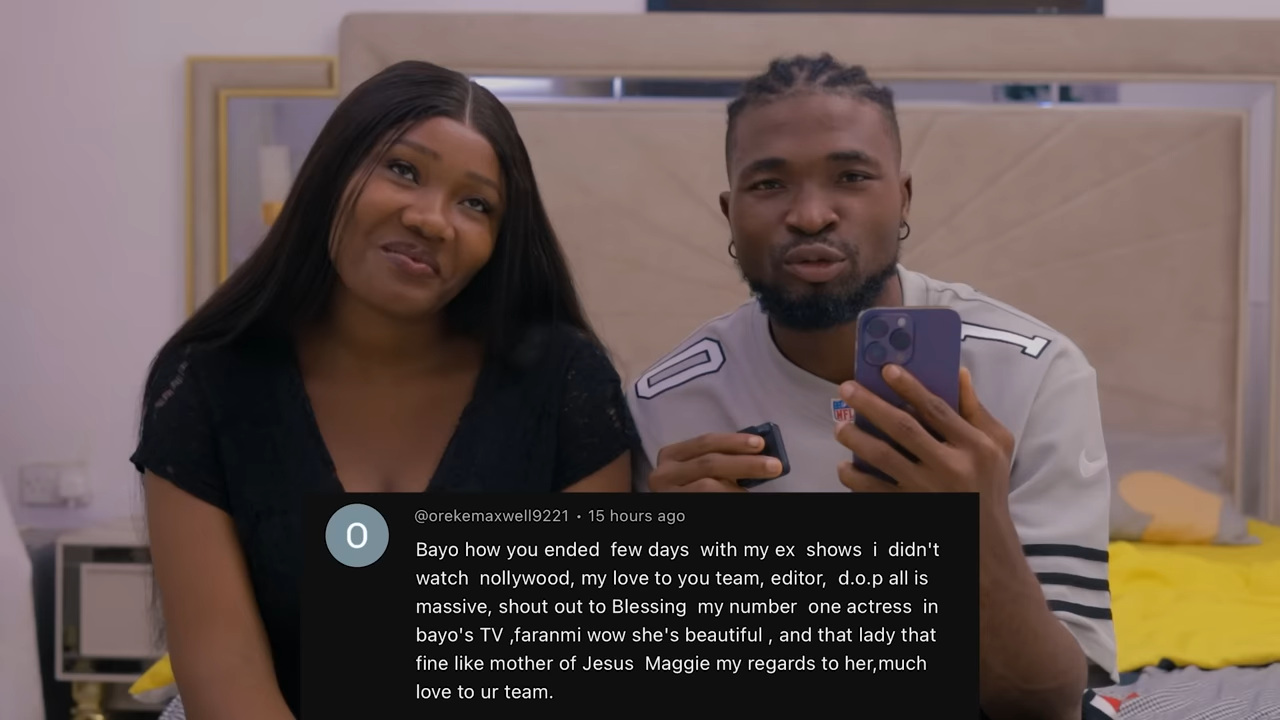 0
1
NFL
O
@orekemaxwell9221 • 15 hours ago
Bayo how you ended few days with my ex shows i didn't
watch nollywood, my love to you team, editor, d.o.p all is
massive, shout out to Blessing my number one actress in
bayo's TV ,faranmi wow she's beautiful , and that lady that
fine like mother of Jesus Maggie my regards to her,much
love to ur team.